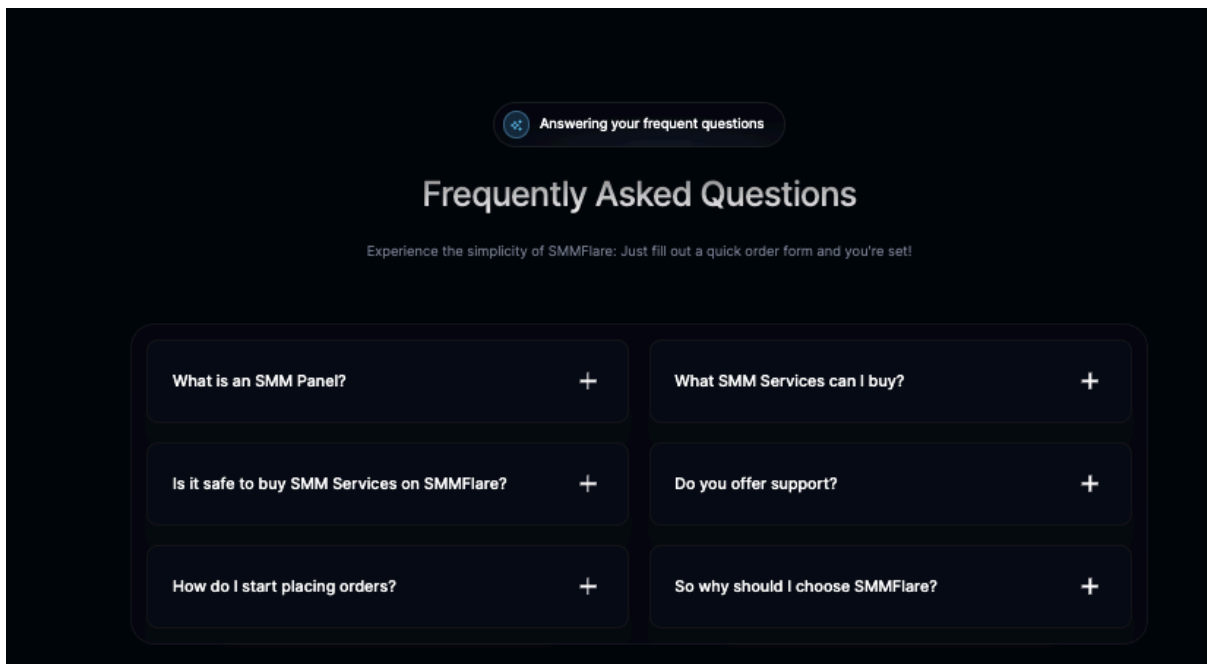 Answering your frequent questions
Frequently Asked Questions
Experience the simplicity of SMMFlare: Just fill out a quick order form and you're set!
What is an SMM Panel?
What SMM Services can I buy?
Is it safe to buy SMM Services on SMMFlare?
Do you offer support?
How do I start placing orders?
So why should I choose SMMFlare?